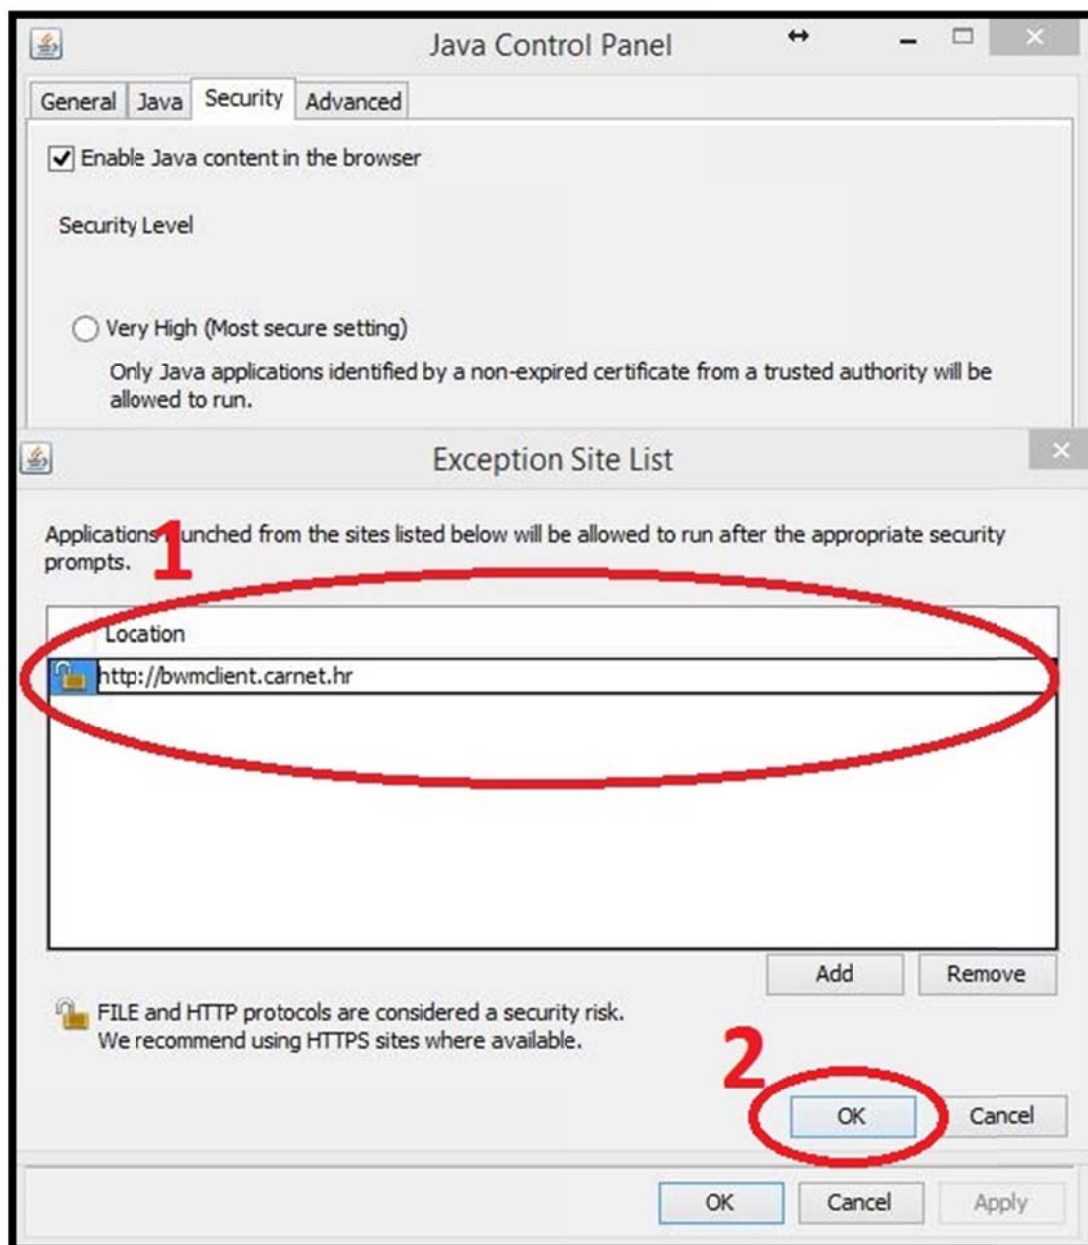 Java Control Panel
General Java Security Advanced
Enable Java content in the browser
Security Level
Very High (Most secure setting)
Only Java applications identified by a non-expired certificate from a trusted authority will be
allowed to run.
Exception Site List
Applications unched from the sites listed below will be allowed to run after the appropriate security
prompts.
1
Location
http://bwmclient.carnet.hr
Add Remove
FILE and HTTP protocols are considered a security risk.
We recommend using HTTPS sites where available.
2
OK Cancel
OK Cancel Apply